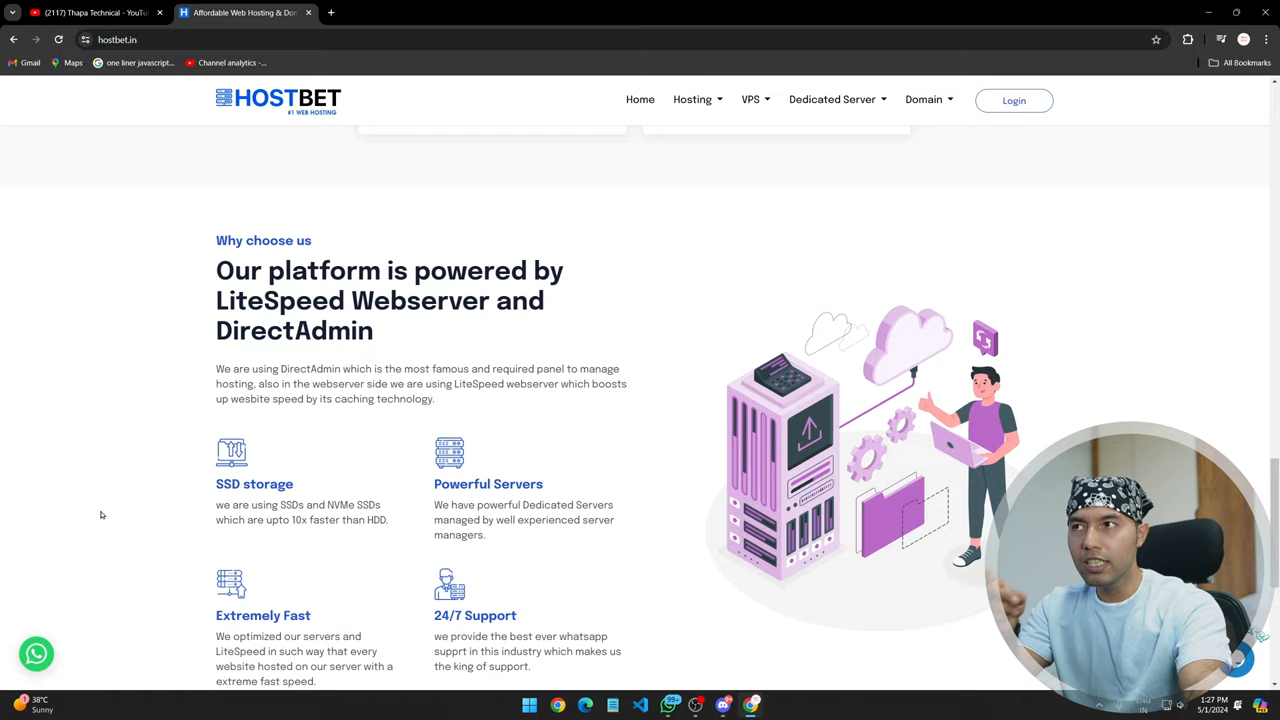 (2117) Thapa Technical - YouTu
Affordable Web Hosting & Don
hostbet.in
Gmail
Maps
one liner javascript...
Channel analytics -...
All Bookmarks
HOSTBET
#1 WEB HOSTING
Home
Hosting
VPS
Dedicated Server
Domain
Login
Why choose us
Our platform is powered by
LiteSpeed Webserver and
DirectAdmin
We are using DirectAdmin which is the most famous and required panel to manage
hosting, also in the webserver side we are using LiteSpeed webserver which boosts
up wesbite speed by its caching technology.
SSD storage
we are using SSDs and NVMe SSDs
which are upto 10x faster than HDD.
Powerful Servers
We have powerful Dedicated Servers
managed by well experienced server
managers.
Extremely Fast
We optimized our servers and
LiteSpeed in such way that every
website hosted on our server with a
extreme fast speed.
24/7 Support
we provide the best ever whatsapp
supprt in this industry which makes us
the king of support.
1
38°C
Sunny
99+
ENG
IN
1:27 PM
5/1/2024